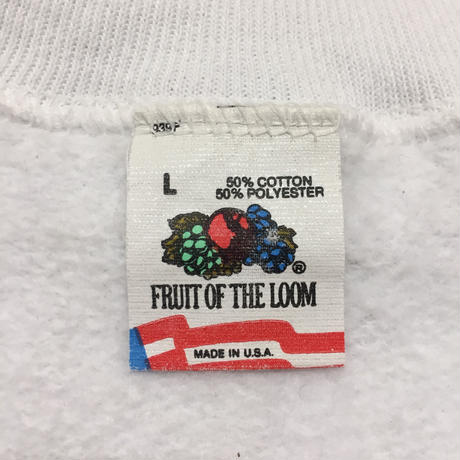 L
50% COTTON
50% POLYESTER
®
FRUIT OF THE LOOM
MADE IN U.S.A.